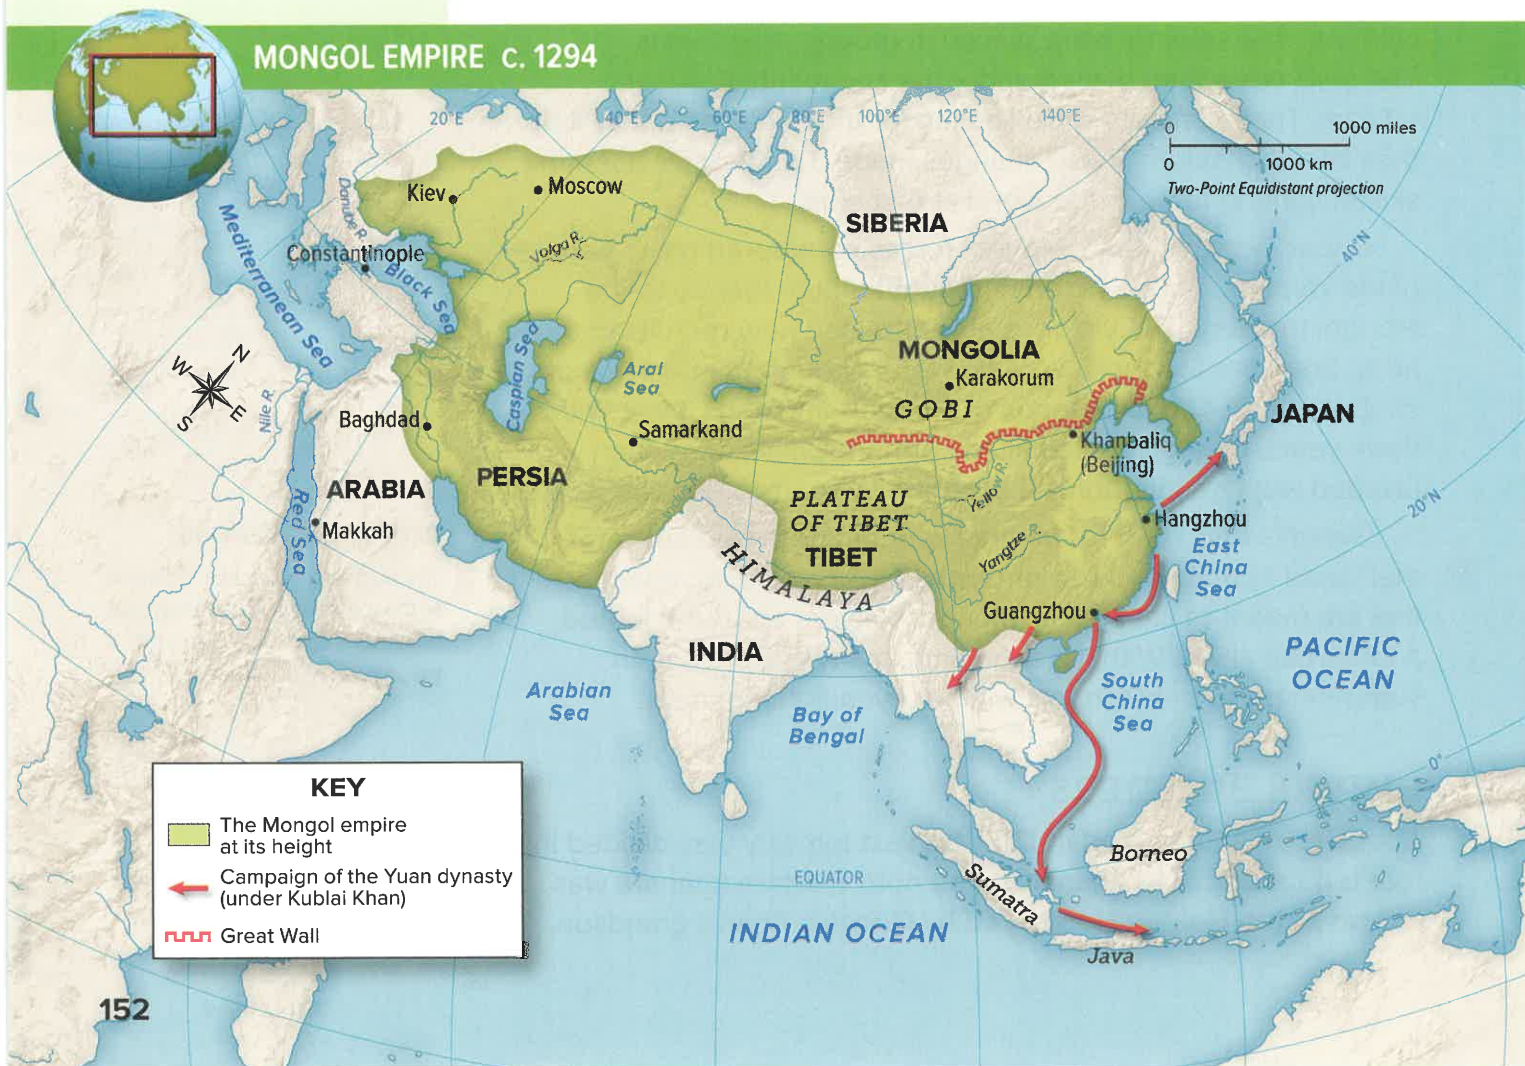 MONGOL EMPIRE c. 1294
20°E
40°E
60°E
80°E
100°E
120°E
140°E
0
1000 miles
0
1000 km
Two-Point Equidistant projection
Kiev
Moscow
SIBERIA
Danube R.
Volga R.
40°N
Constantinople
Black Sea
Mediterranean Sea
N
W
E
S
Nile R.
Caspian Sea
Aral
Sea
MONGOLIA
Karakorum
GOBI
JAPAN
Baghdad
Samarkand
Khanbaliq
(Beijing)
PERSIA
ARABIA
Red Sea
Makkah
Indus R.
PLATEAU
OF TIBET
TIBET
Yellow R.
Yangtze R.
20°N
Hangzhou
East
China
Sea
HIMALAYA
Guangzhou
INDIA
PACIFIC
OCEAN
Arabian
Sea
Bay of
Bengal
South
China
Sea
0°
KEY
The Mongol empire
at its height
Campaign of the Yuan dynasty
(under Kublai Khan)
Great Wall
Borneo
EQUATOR
Sumatra
INDIAN OCEAN
Java
152